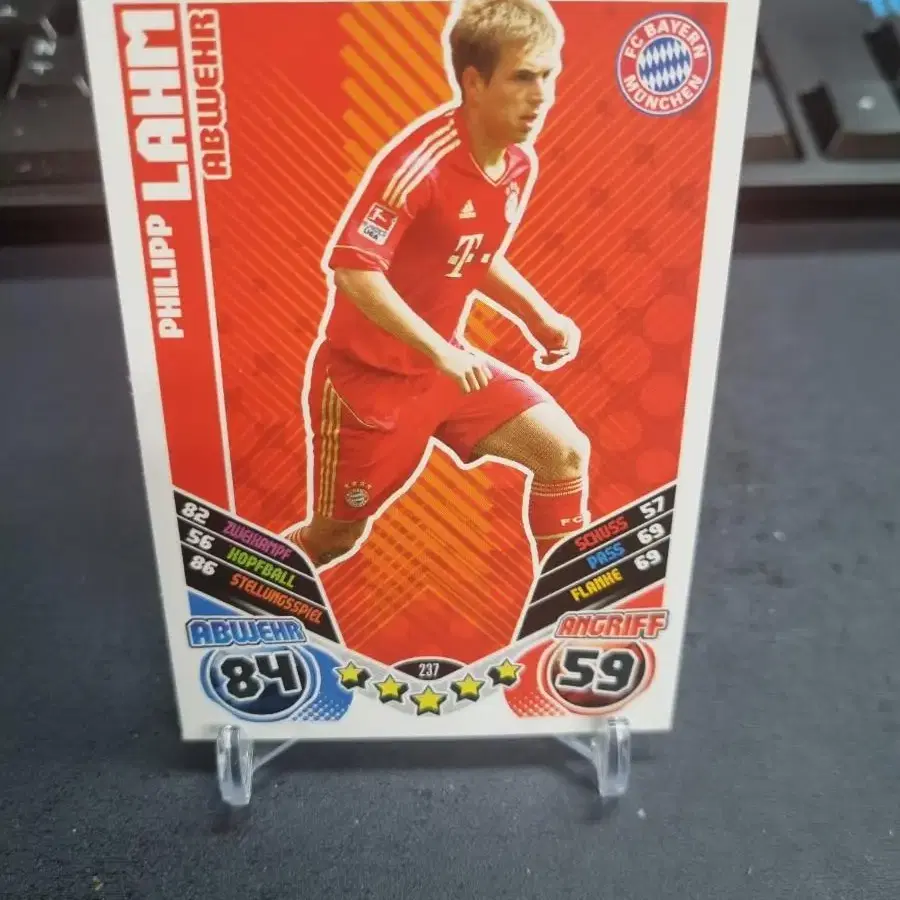 PHILIPP LAHM
ABWEHR
FC BAYERN
MÜNCHEN
T
FC
82 ZWEIKAMPF
56 KOPFBALL
86 STELLUNGSSPIEL
SCHUSS 57
PASS 69
FLANKE 69
ABWEHR
84
237
ANGRIFF
59